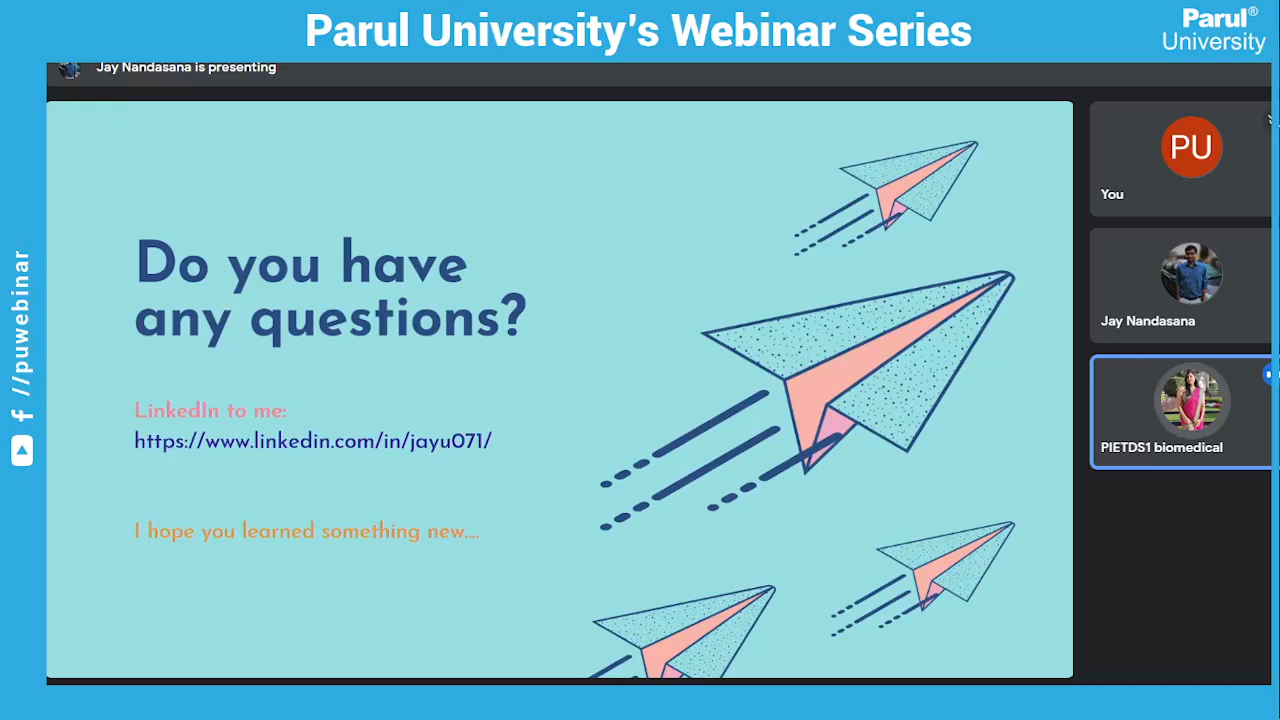 Parul University's Webinar Series
Parul®
University
Jay Nandasana is presenting
Do you have
any questions?
LinkedIn to me:
https://www.linkedin.com/in/jayu071/
I hope you learned something new....
PU
You
Jay Nandasana
PIETDS1 biomedical
//puwebinar